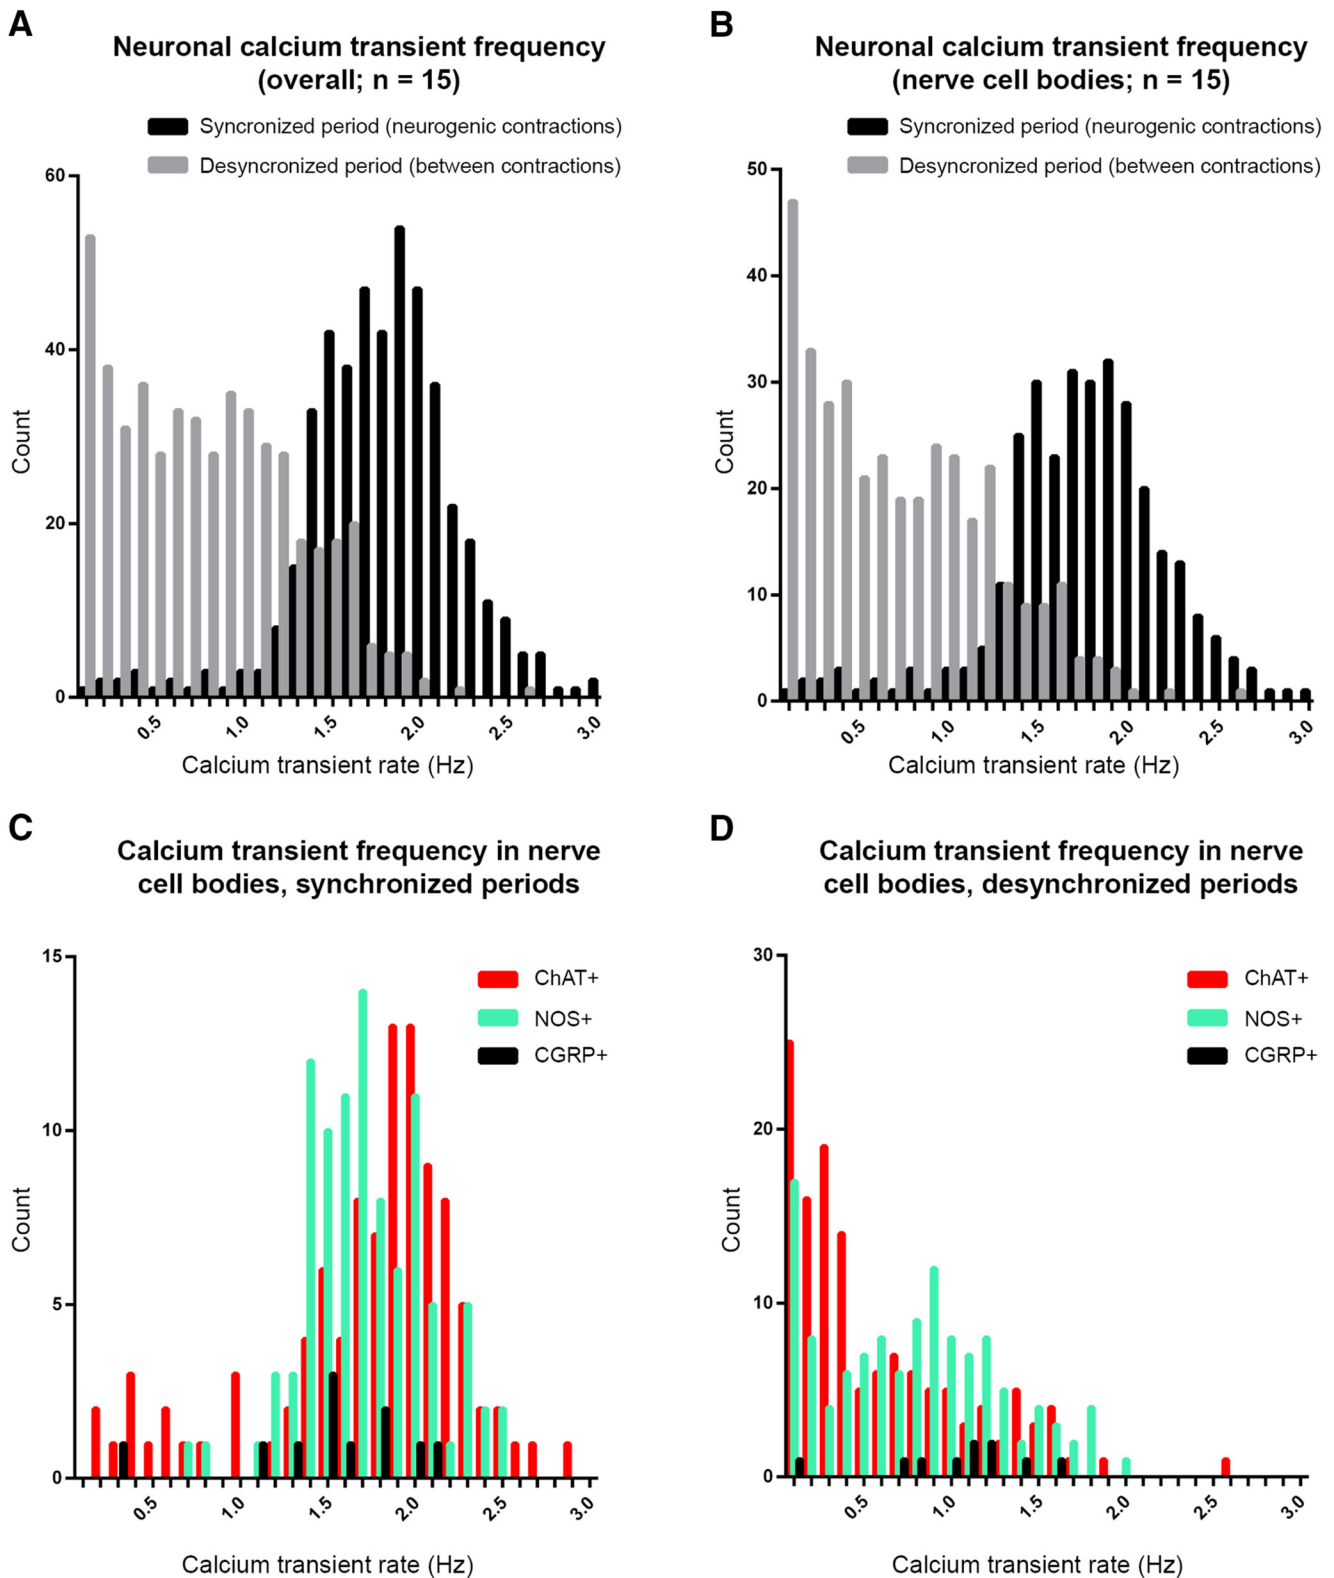 A
Neuronal calcium transient frequency
(overall; n = 15)
Syncronized period (neurogenic contractions)
Desyncronized period (between contractions)
60
40
20
0
Count
0.5
1.0
1.5
2.0
2.5
3.0
Calcium transient rate (Hz)
B
Neuronal calcium transient frequency
(nerve cell bodies; n = 15)
Syncronized period (neurogenic contractions)
Desyncronized period (between contractions)
50
40
30
20
10
0
Count
0.5
1.0
1.5
2.0
2.5
3.0
Calcium transient rate (Hz)
C
Calcium transient frequency in nerve
cell bodies, synchronized periods
ChAT+
NOS+
CGRP+
15
10
5
0
Count
0.5
1.0
1.5
2.0
2.5
3.0
Calcium transient rate (Hz)
D
Calcium transient frequency in nerve
cell bodies, desynchronized periods
ChAT+
NOS+
CGRP+
30
20
10
0
Count
0.5
1.0
1.5
2.0
2.5
3.0
Calcium transient rate (Hz)